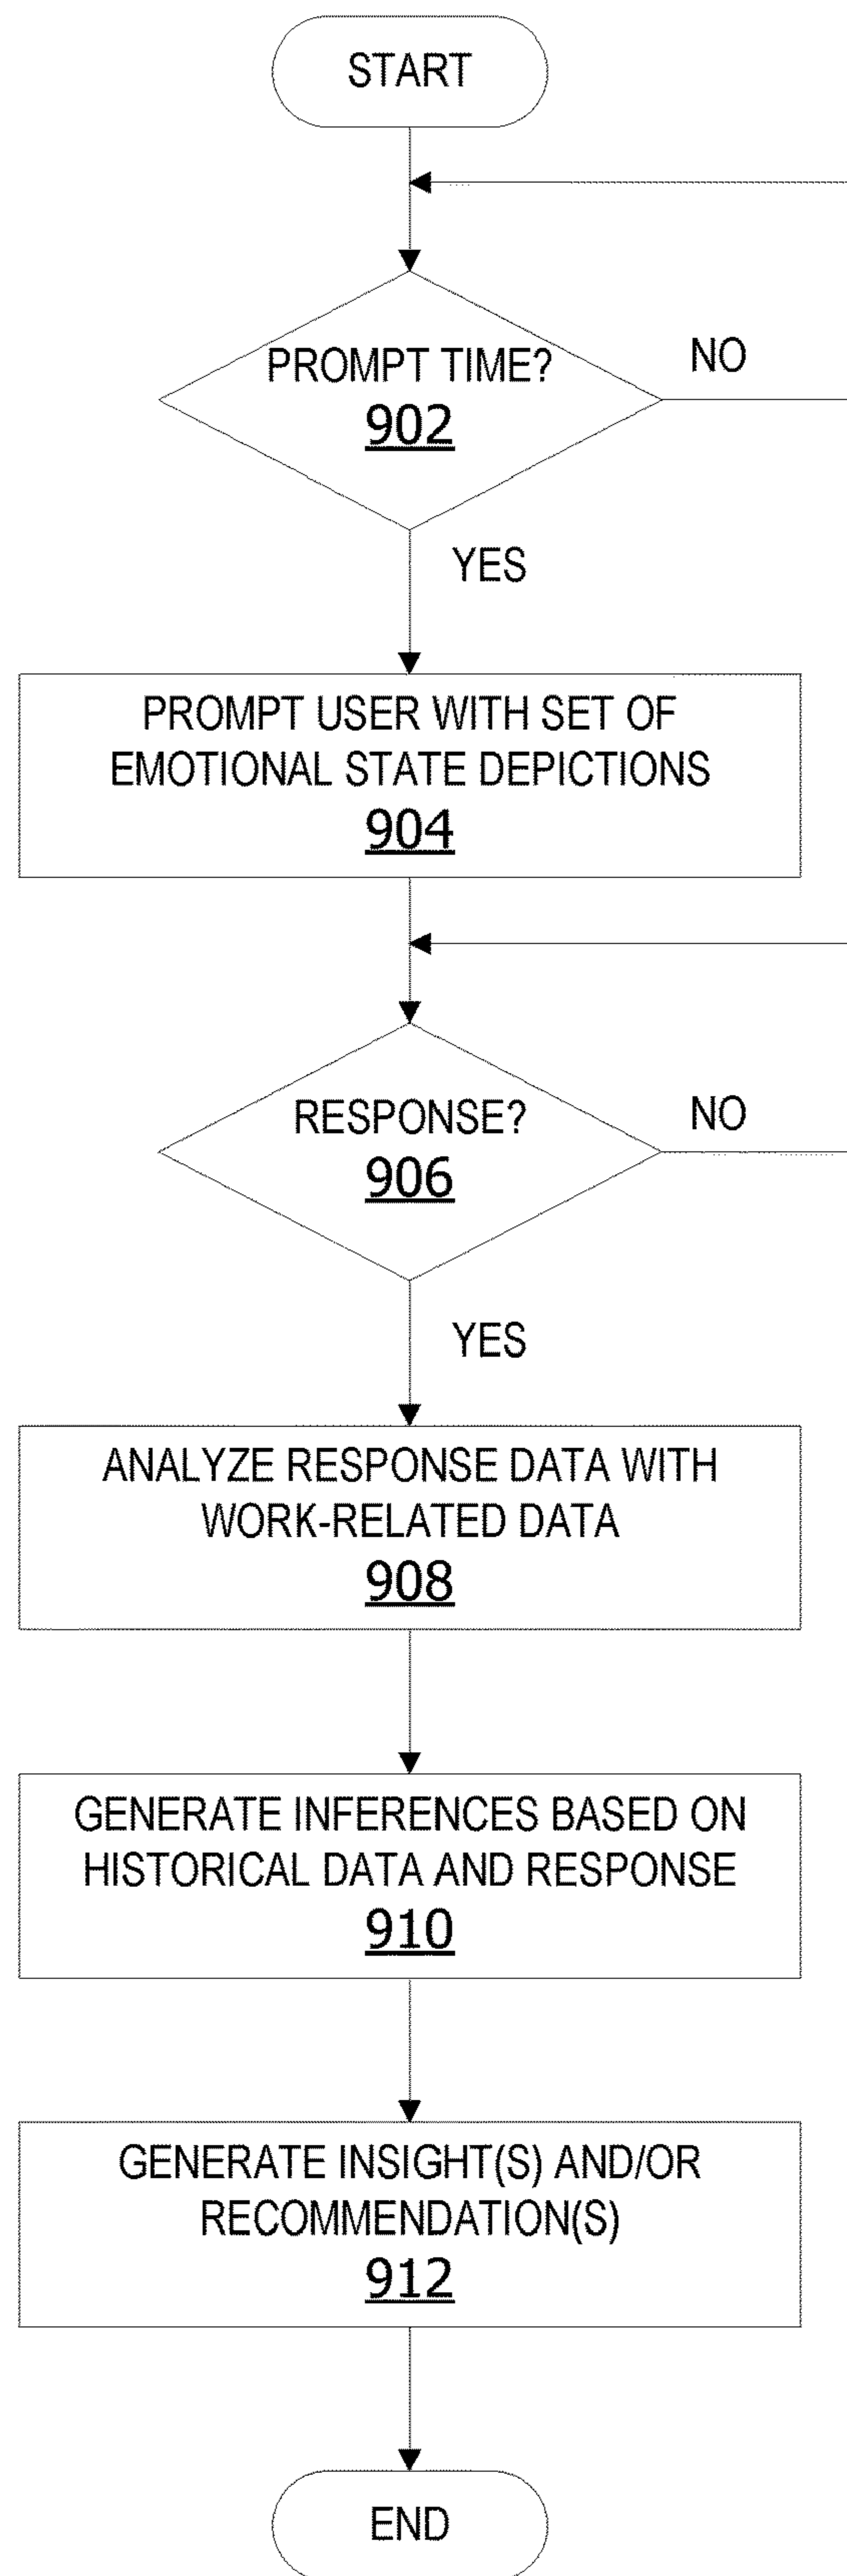 START
PROMPT TIME?
902
NO
YES
PROMPT USER WITH SET OF
EMOTIONAL STATE DEPICTIONS
904
RESPONSE?
906
NO
YES
ANALYZE RESPONSE DATA WITH
WORK-RELATED DATA
908
GENERATE INFERENCES BASED ON
HISTORICAL DATA AND RESPONSE
910
GENERATE INSIGHT(S) AND/OR
RECOMMENDATION(S)
912
END